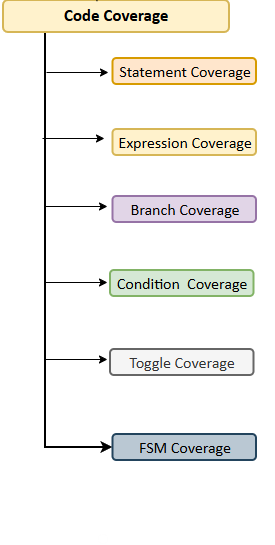 Code Coverage
Statement Coverage
Expression Coverage
Branch Coverage
Condition  Coverage
Toggle Coverage
FSM Coverage